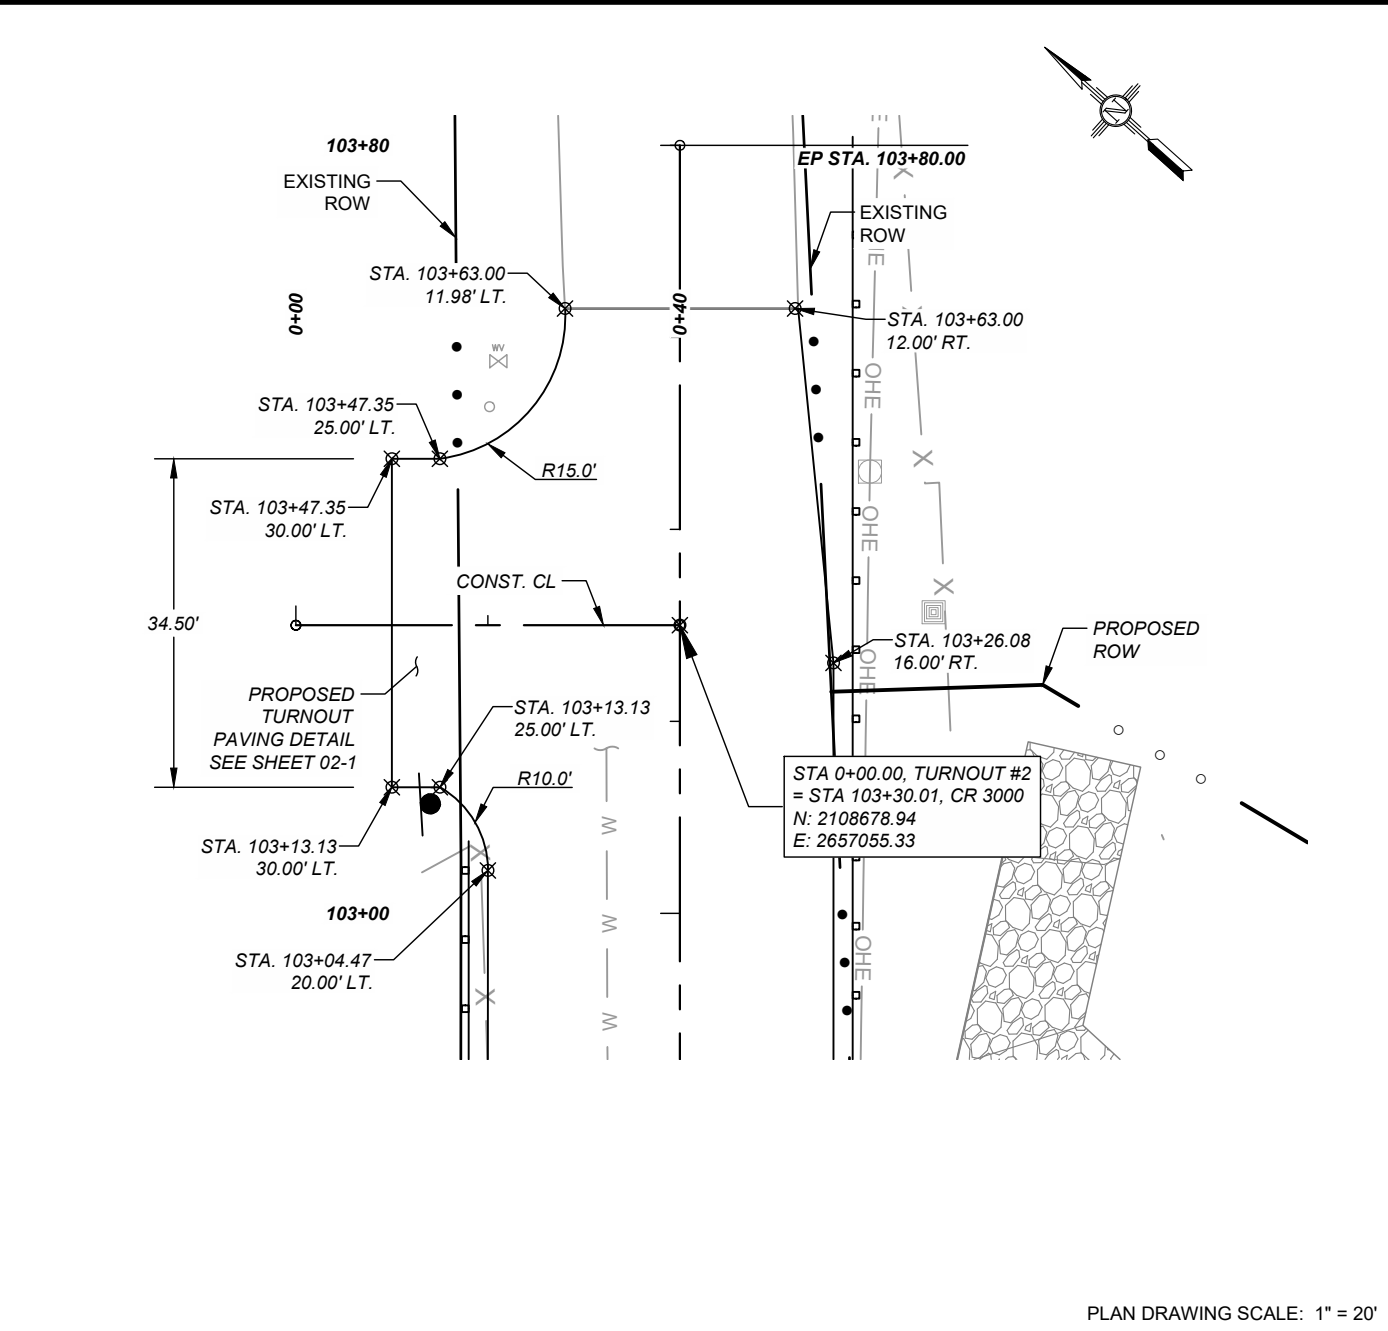 N
103+80
EP STA. 103+80.00
EXISTING
ROW
EXISTING
ROW
E
X
IE
STA. 103+63.00
11.98' LT.
0+00
0+40
STA. 103+63.00
12.00' RT.
WV
OHE
STA. 103+47.35
25.00' LT.
X
R15.0'
STA. 103+47.35
30.00' LT.
OHE
CONST. CL
X
34.50'
PROPOSED
ROW
STA. 103+26.08
16.00' RT.
OHE
PROPOSED
TURNOUT
PAVING DETAIL
SEE SHEET 02-1
STA. 103+13.13
25.00' LT.
R10.0'
STA 0+00.00, TURNOUT #2
= STA 103+30.01, CR 3000
N: 2108678.94
E: 2657055.33
W
STA. 103+13.13
30.00' LT.
X
103+00
W
OHE
STA. 103+04.47
20.00' LT.
X
W
PLAN DRAWING SCALE: 1" = 20'